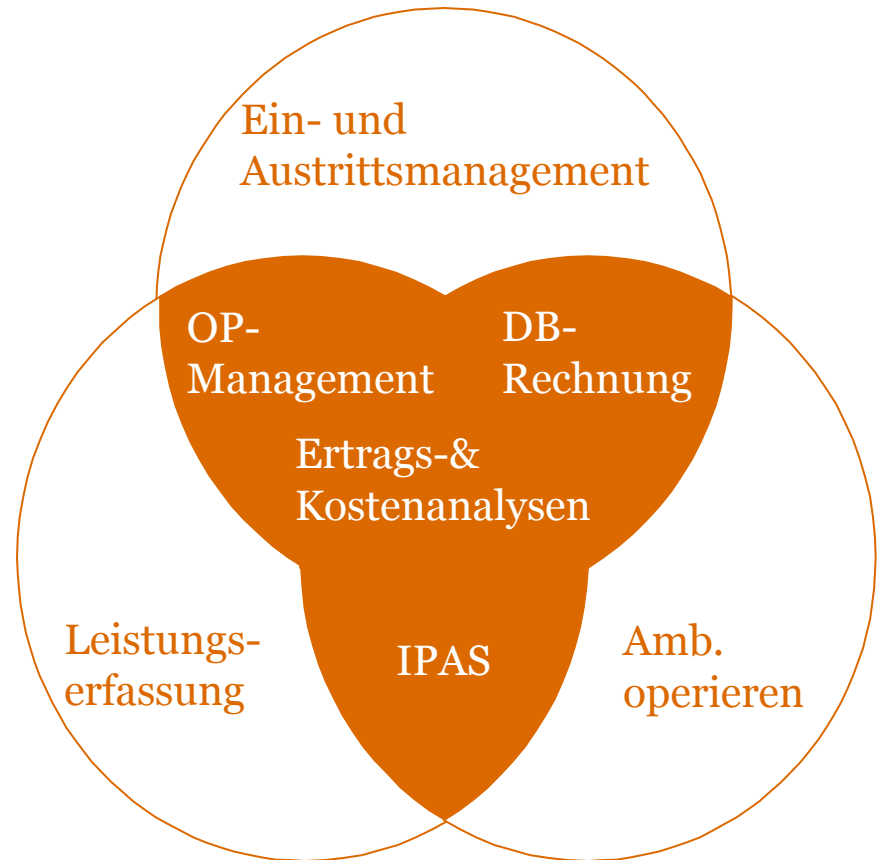 Ein- und
Austrittsmanagement
OP-
Management
DB-
Rechnung
Ertrags-&
Kostenanalysen
Leistungs-
erfassung
IPAS
Amb.
operieren